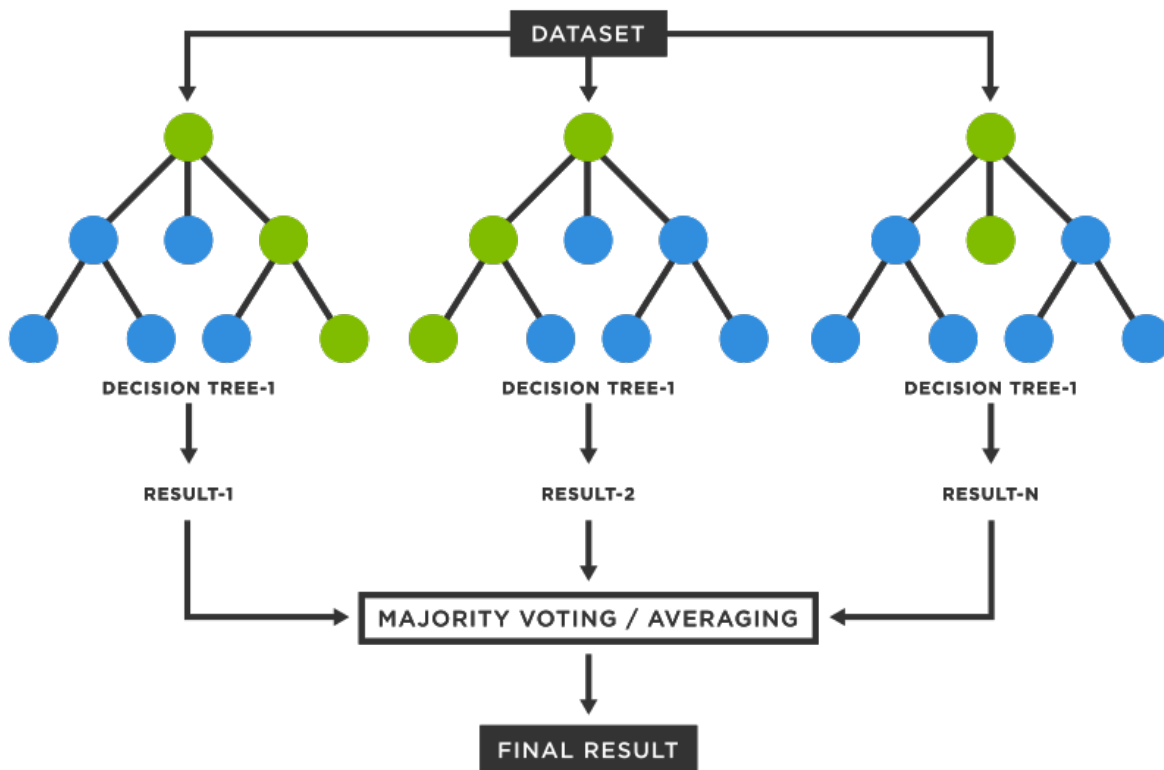 DATASET
DECISION TREE-1
DECISION TREE-1
DECISION TREE-1
RESULT-1
RESULT-2
RESULT-N
MAJORITY VOTING / AVERAGING
FINAL RESULT